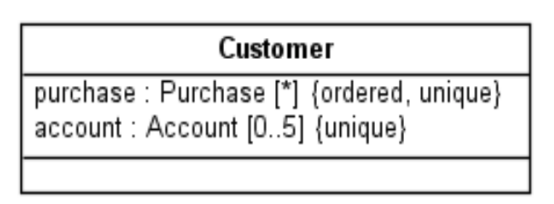 Customer
purchase : Purchase [*] {ordered, unique}
account : Account [0..5] {unique}